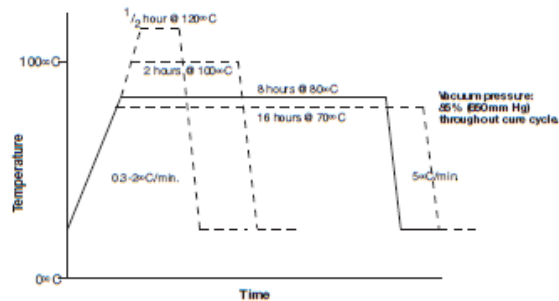 1/2 hour @ 120∞C
100∞C
2 hours @ 100∞C
8 hours @ 80∞C
16 hours @ 70∞C
Vacuum pressure:
85% (650mm Hg)
throughout cure cycle.
Temperature
0.3-2∞C/min.
5∞C/min.
0∞C
Time